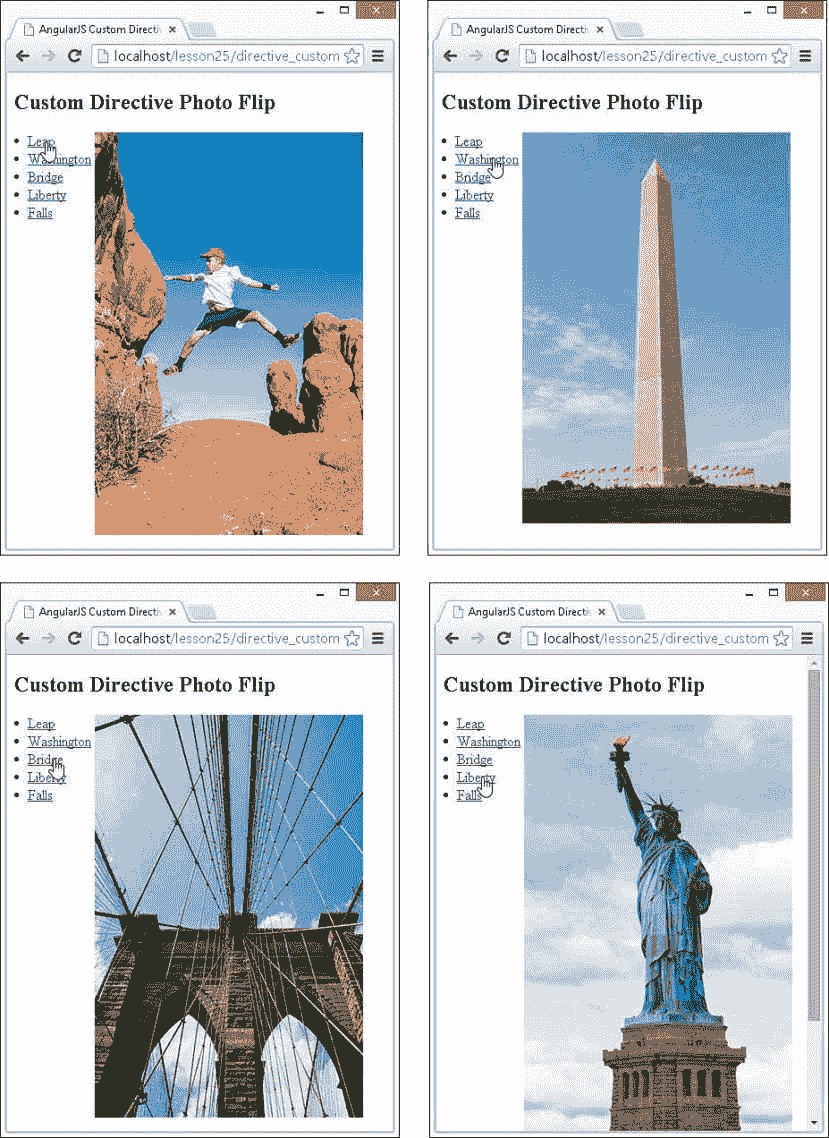 AngularJS Custom Directi
localhost/lesson25/directive_custom
Custom Directive Photo Flip
Leap
Washington
Bridge
Liberty
Falls
AngularJS Custom Directi
localhost/lesson25/directive_custom
Custom Directive Photo Flip
Leap
Washington
Bridge
Liberty
Falls
AngularJS Custom Directi
localhost/lesson25/directive_custom
Custom Directive Photo Flip
Leap
Washington
Bridge
Liberty
Falls
AngularJS Custom Directi
localhost/lesson25/directive_custom
Custom Directive Photo Flip
Leap
Washington
Bridge
Liberty
Falls